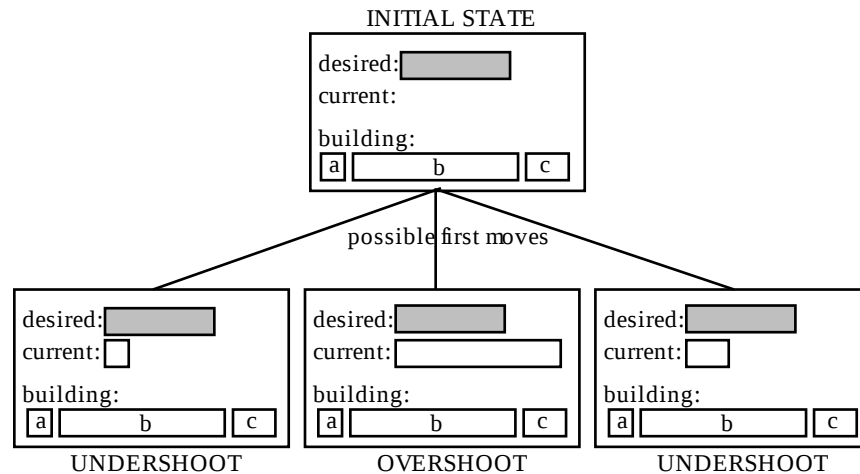 INITIAL STATE
desired:
current:
building:
a b c
possible first moves
desired:
current:
building:
a b c
UNDERSHOOT
desired:
current:
building:
a b c
OVERSHOOT
desired:
current:
building:
a b c
UNDERSHOOT